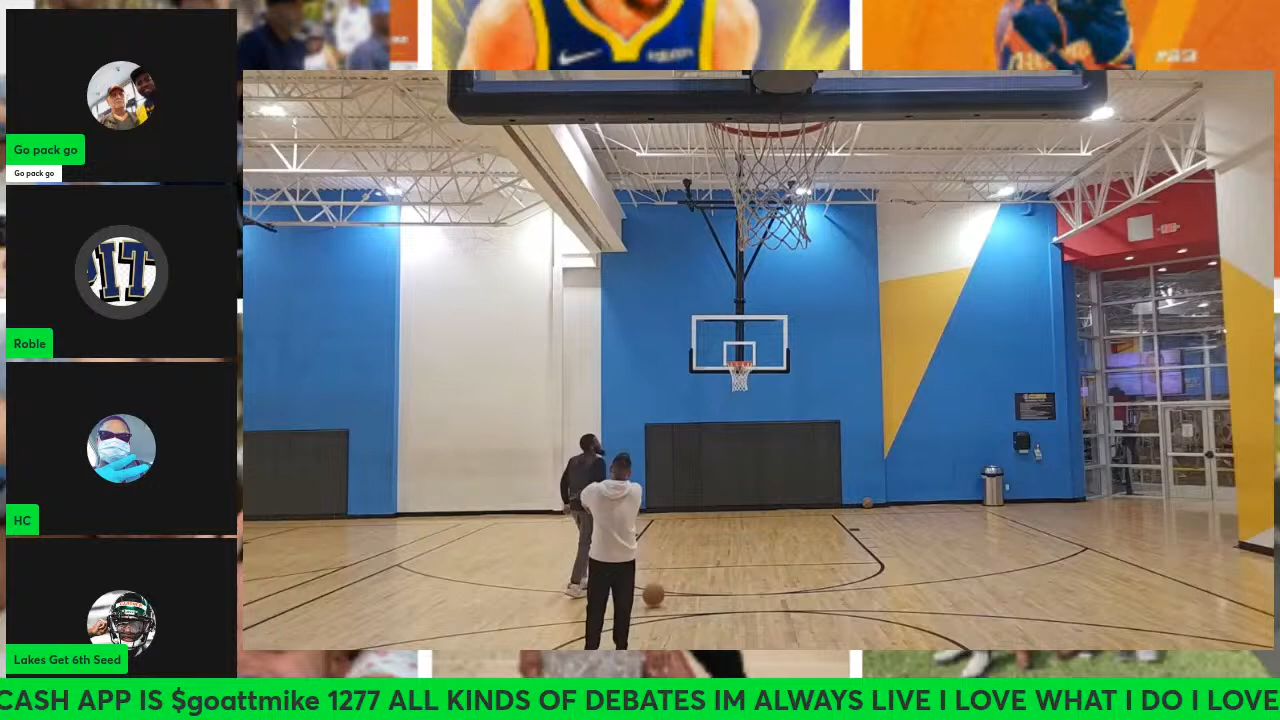 Go pack go
Go pack go
Roble
HC
Lakes Get 6th Seed
CASH APP IS $goattmike 1277 ALL KINDS OF DEBATES IM ALWAYS LIVE I LOVE WHAT I DO I LOVE